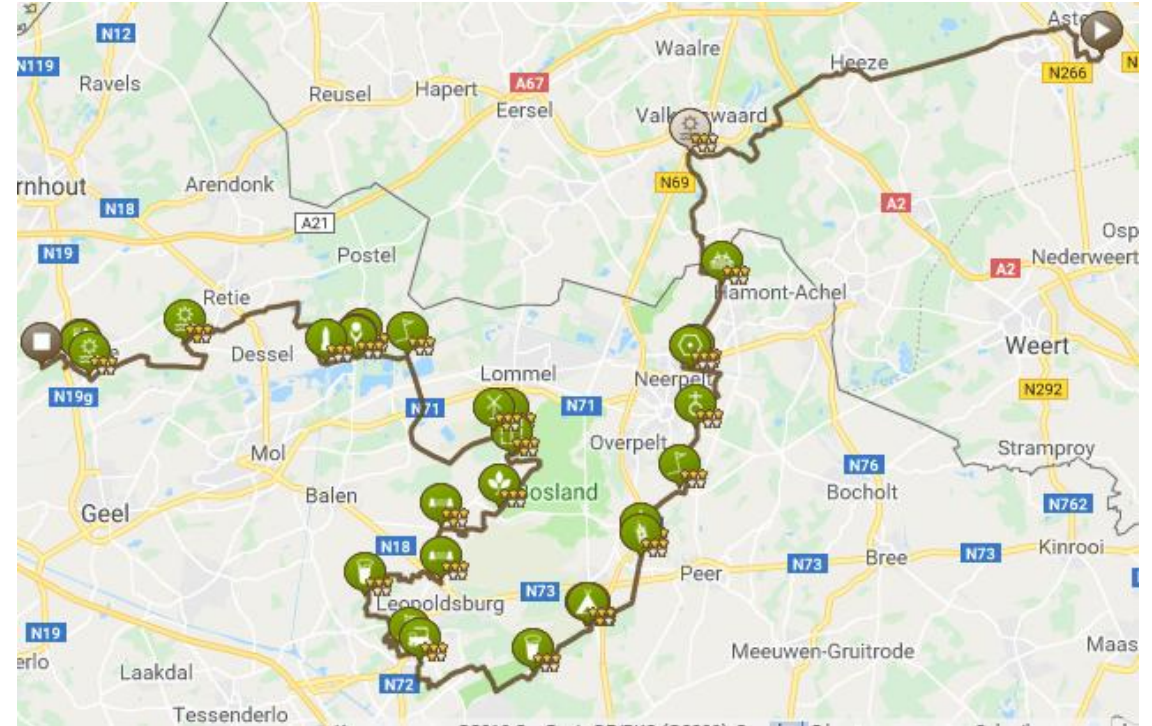 N12
Aste
Waalre
N119
Heeze
N266
N
Ravels
A67
Hapert
Reusel
Eersel
Valkenswaard
rnhout
Arendonk
N69
N18
A2
A21
Osp
N19
Postel
Nederweert
A2
Retie
Hamont-Achel
Dessel
Weert
Lommel
Neerpelt
N19g
N71
N71
N292
Overpelt
Stramproy
Mol
N76
Balen
Bosland
Bocholt
N762
Geel
N18
Kinrooi
N73
Bree
N73
Peer
N73
Leopoldsburg
N19
Maas
erlo
Meeuwen-Gruitrode
Laakdal
N72
Tessenderlo